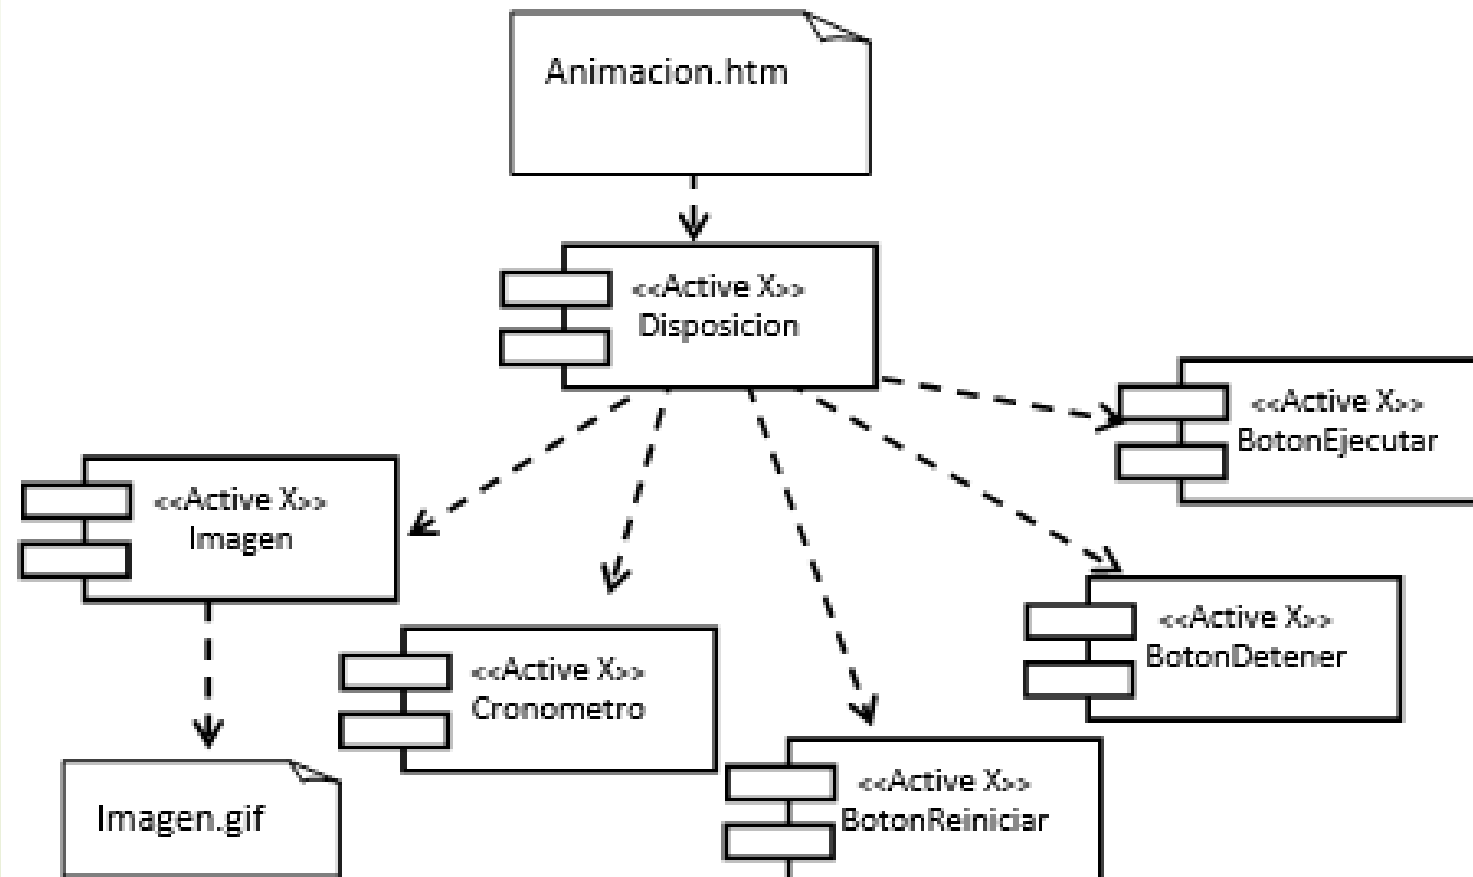 Animacion.htm
<<Active X>>
Disposicion
<<Active X>>
BotonEjecutar
<<Active X>>
Imagen
<<Active X>>
BotonDetener
<<Active X>>
Cronometro
<<Active X>>
BotonReiniciar
Imagen.gif